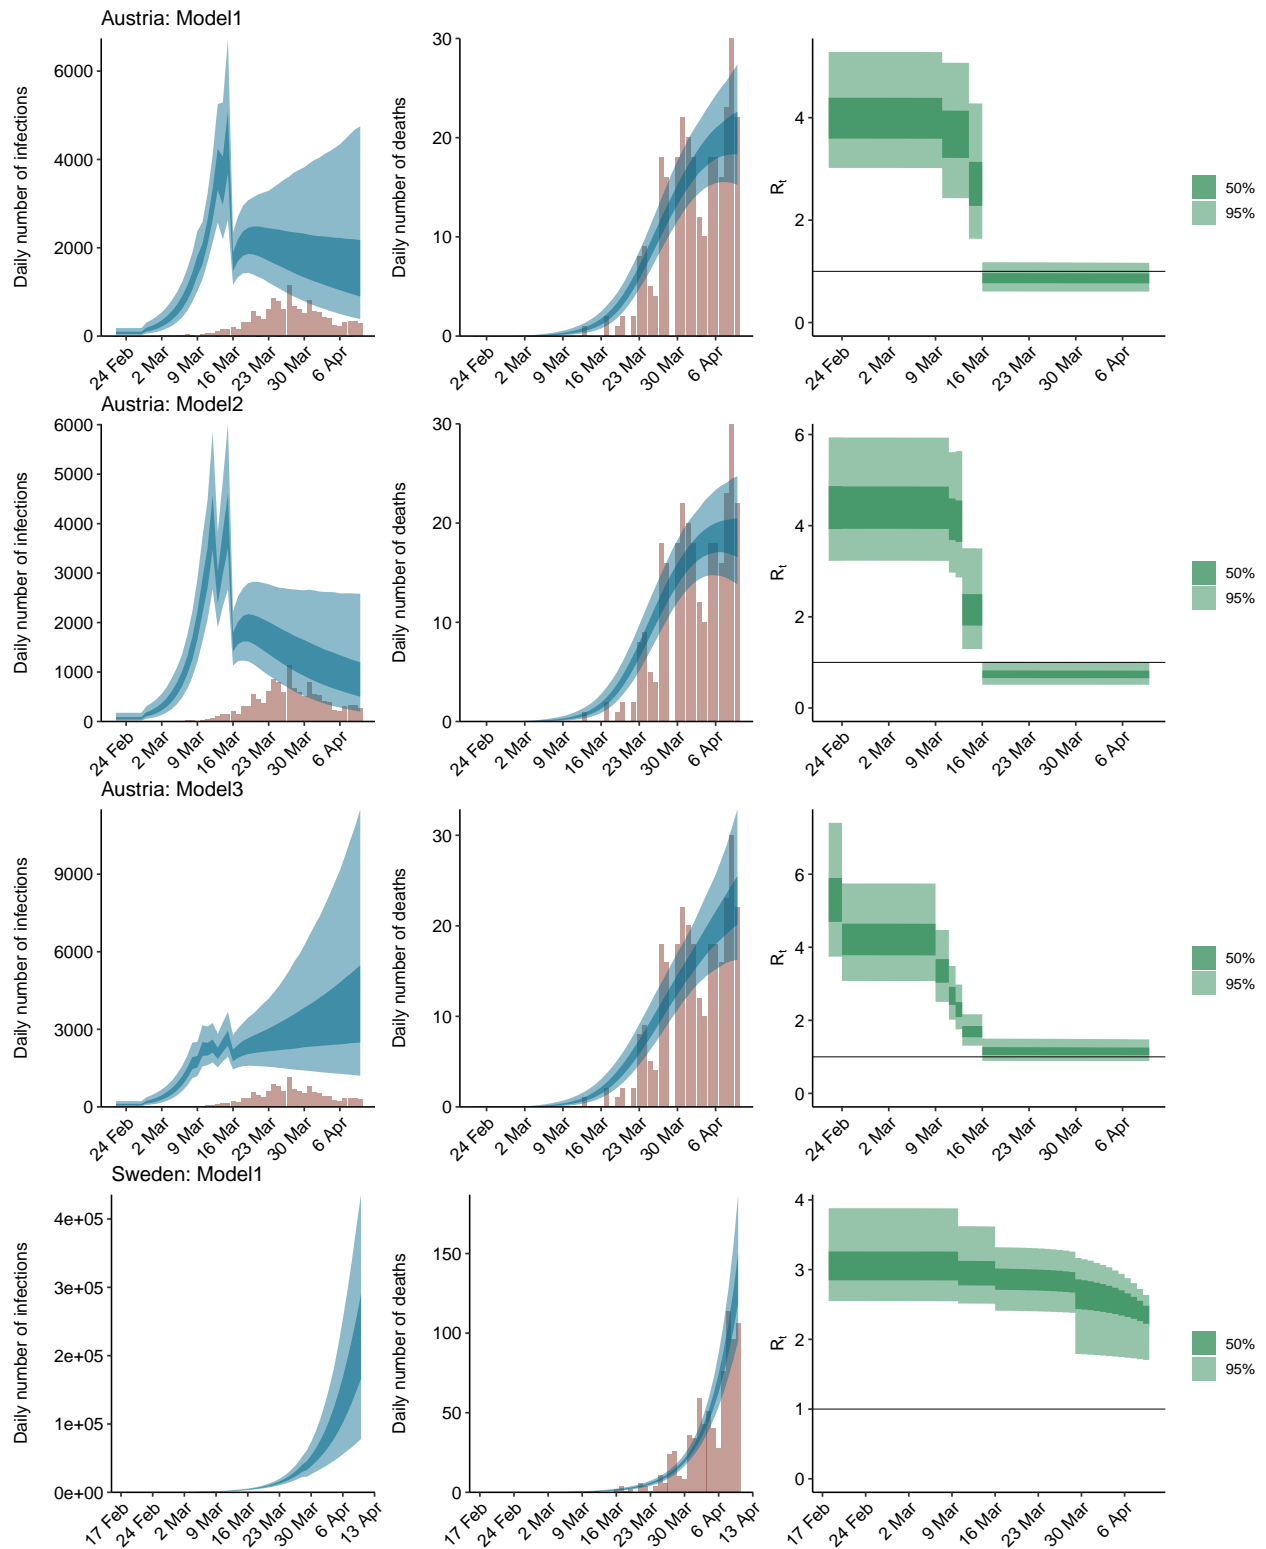 Austria: Model1
Daily number of infections
6000
4000
2000
0
24 Feb
2 Mar
9 Mar
16 Mar
23 Mar
30 Mar
6 Apr
Daily number of deaths
30
20
10
0
24 Feb
2 Mar
9 Mar
16 Mar
23 Mar
30 Mar
6 Apr
Rt
4
2
0
24 Feb
2 Mar
9 Mar
16 Mar
23 Mar
30 Mar
6 Apr
50%
95%
Austria: Model2
Daily number of infections
6000
5000
4000
3000
2000
1000
0
24 Feb
2 Mar
9 Mar
16 Mar
23 Mar
30 Mar
6 Apr
Daily number of deaths
30
20
10
0
24 Feb
2 Mar
9 Mar
16 Mar
23 Mar
30 Mar
6 Apr
Rt
6
4
2
0
24 Feb
2 Mar
9 Mar
16 Mar
23 Mar
30 Mar
6 Apr
50%
95%
Austria: Model3
Daily number of infections
9000
6000
3000
0
24 Feb
2 Mar
9 Mar
16 Mar
23 Mar
30 Mar
6 Apr
Daily number of deaths
30
20
10
0
24 Feb
2 Mar
9 Mar
16 Mar
23 Mar
30 Mar
6 Apr
Rt
6
4
2
0
24 Feb
2 Mar
9 Mar
16 Mar
23 Mar
30 Mar
6 Apr
50%
95%
Sweden: Model1
Daily number of infections
4e+05
3e+05
2e+05
1e+05
0e+00
17 Feb
24 Feb
2 Mar
9 Mar
16 Mar
23 Mar
30 Mar
6 Apr
13 Apr
Daily number of deaths
150
100
50
0
17 Feb
24 Feb
2 Mar
9 Mar
16 Mar
23 Mar
30 Mar
6 Apr
13 Apr
Rt
4
3
2
1
0
17 Feb
24 Feb
2 Mar
9 Mar
16 Mar
23 Mar
30 Mar
6 Apr
50%
95%